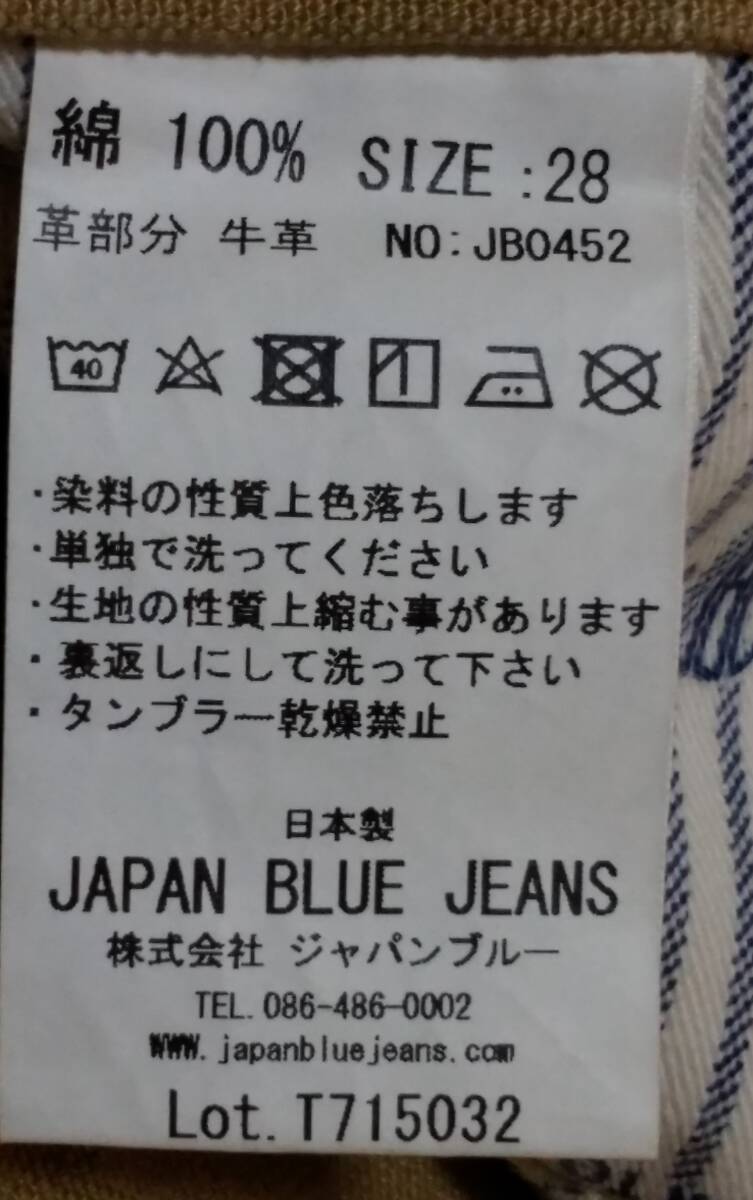 綿 100% SIZE:28
革部分 牛革 NO:JB0452
40
・染料の性質上色落ちします
・単独で洗ってください
・生地の性質上縮む事があります
・裏返しにして洗って下さい
・タンブラー乾燥禁止
日本製
JAPAN BLUE JEANS
株式会社 ジャパンブルー
TEL.086-486-0002
WWW.japanbluejeans.com
Lot.T715032